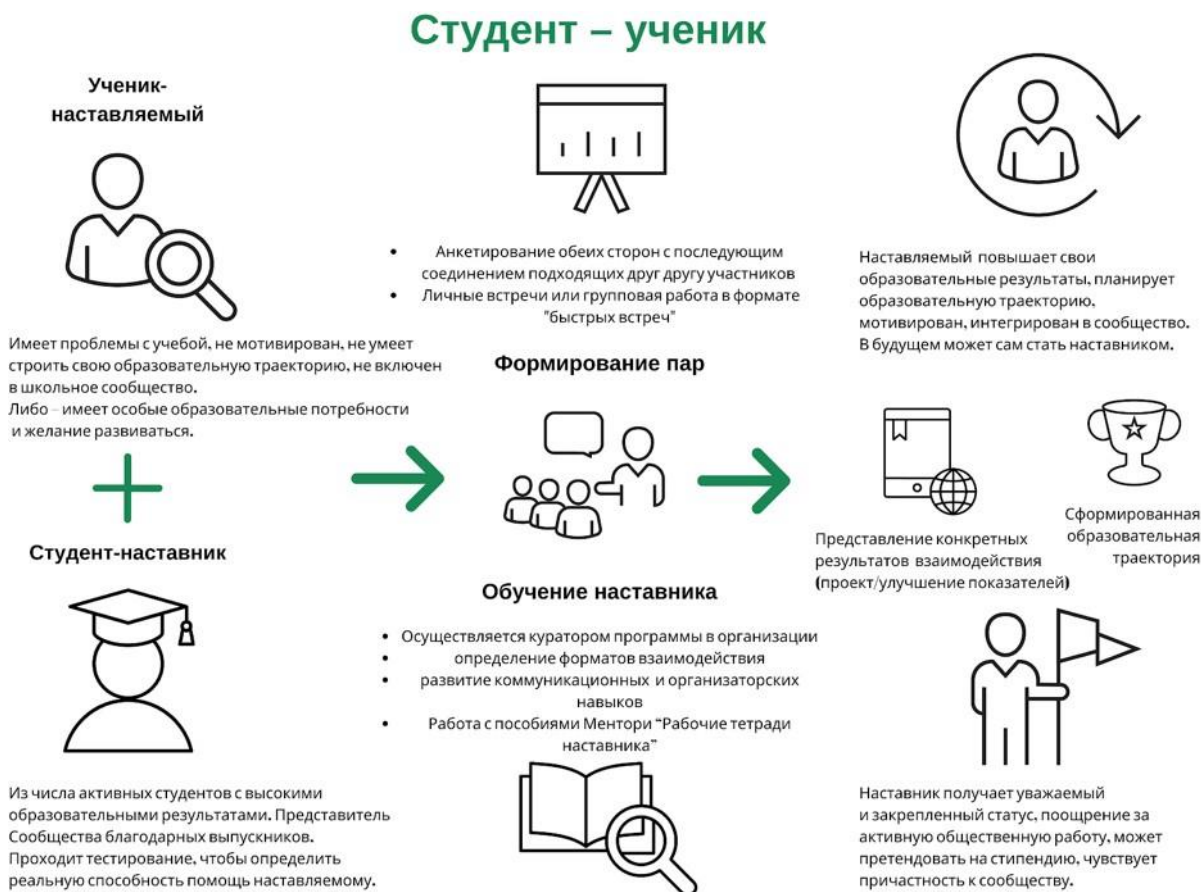 Студент – ученик
Ученик-
наставляемый
Имеет проблемы с учебой, не мотивирован, не умеет
строить свою образовательную траекторию, не включен
в школьное сообщество.
Либо – имеет особые образовательные потребности
и желание развиваться.
Студент-наставник
Из числа активных студентов с высокими
образовательными результатами. Представитель
Сообщества благодарных выпускников.
Проходит тестирование, чтобы определить
реальную способность помощь наставляемому.
• Анкетирование обеих сторон с последующим
соединением подходящих друг другу участников
• Личные встречи или групповая работа в формате
"быстрых встреч"
Формирование пар
Обучение наставника
• Осуществляется куратором программы в организации
• определение форматов взаимодействия
• развитие коммуникационных и организаторских
навыков
• Работа с пособиями Ментори "Рабочие тетради
наставника"
Наставляемый повышает свои
образовательные результаты, планирует
образовательную траекторию,
мотивирован, интегрирован в сообщество.
В будущем может сам стать наставником.
Представление конкретных
результатов взаимодействия
(проект/улучшение показателей)
Сформированная
образовательная
траектория
Наставник получает уважаемый
и закрепленный статус, поощрение за
активную общественную работу, может
претендовать на стипендию, чувствует
причастность к сообществу.